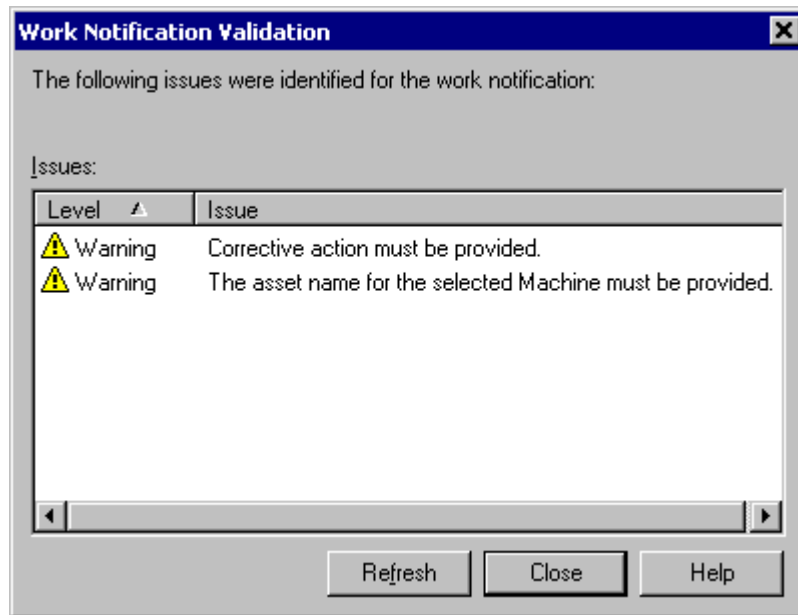 Work Notification Validation
The following issues were identified for the work notification:
Issues:
Level Issue
Warning Corrective action must be provided.
Warning The asset name for the selected Machine must be provided.
Refresh Close Help